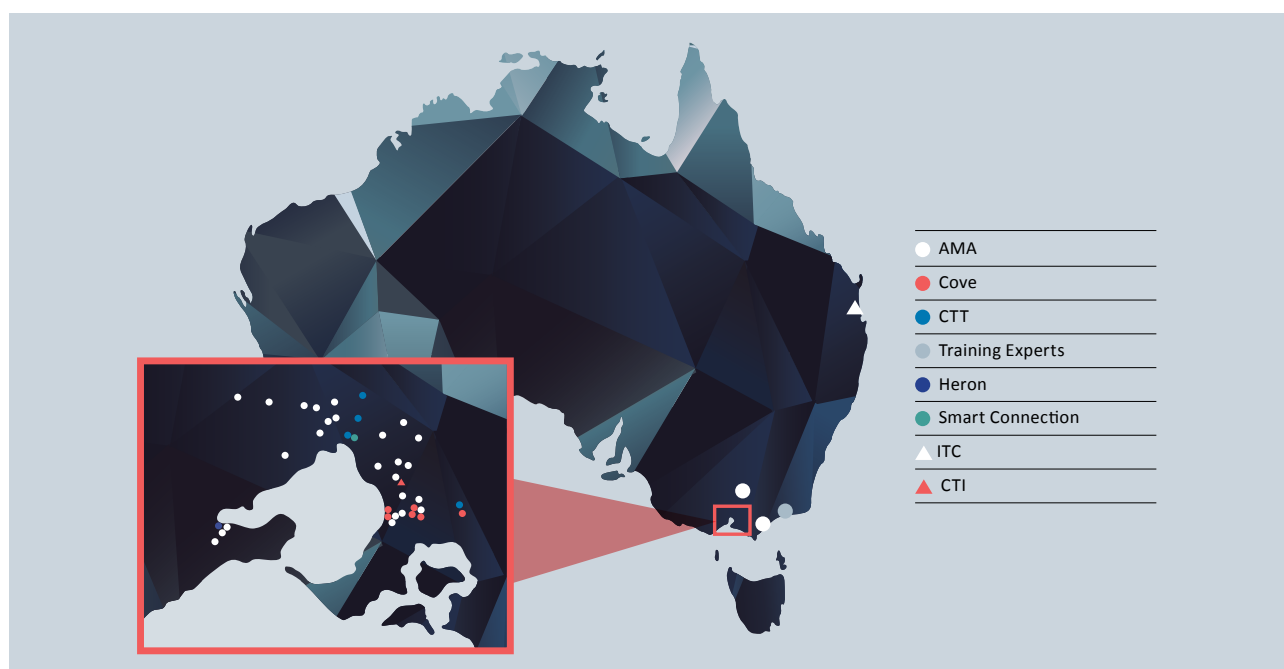 AMA
Cove
CTT
Training Experts
Heron
Smart Connection
ITC
CTI